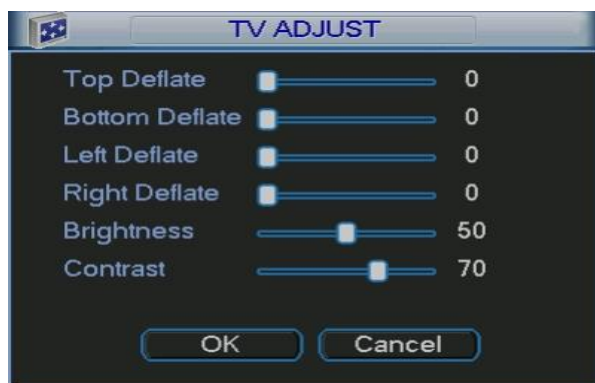 TV ADJUST
Top Deflate 0
Bottom Deflate 0
Left Deflate 0
Right Deflate 0
Brightness 50
Contrast 70
OK Cancel